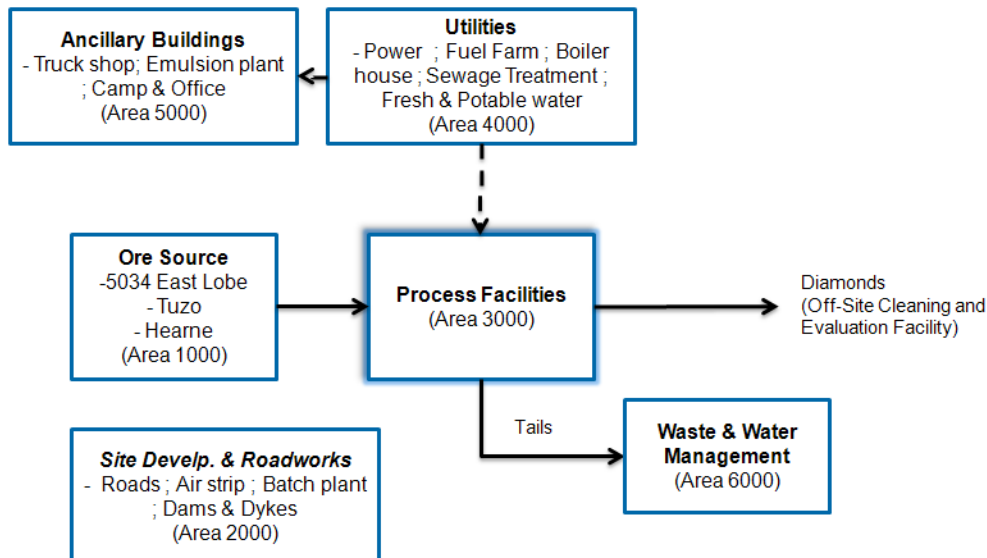 Ancillary Buildings
- Truck shop; Emulsion plant
; Camp & Office
(Area 5000)
Utilities
- Power ; Fuel Farm ; Boiler
house ; Sewage Treatment ;
Fresh & Potable water
(Area 4000)
Ore Source
-5034 East Lobe
- Tuzo
- Hearne
(Area 1000)
Process Facilities
(Area 3000)
Diamonds
(Off-Site Cleaning and
Evaluation Facility)
Site Develp. & Roadworks
- Roads ; Air strip ; Batch plant
; Dams & Dykes
(Area 2000)
Tails
Waste & Water
Management
(Area 6000)